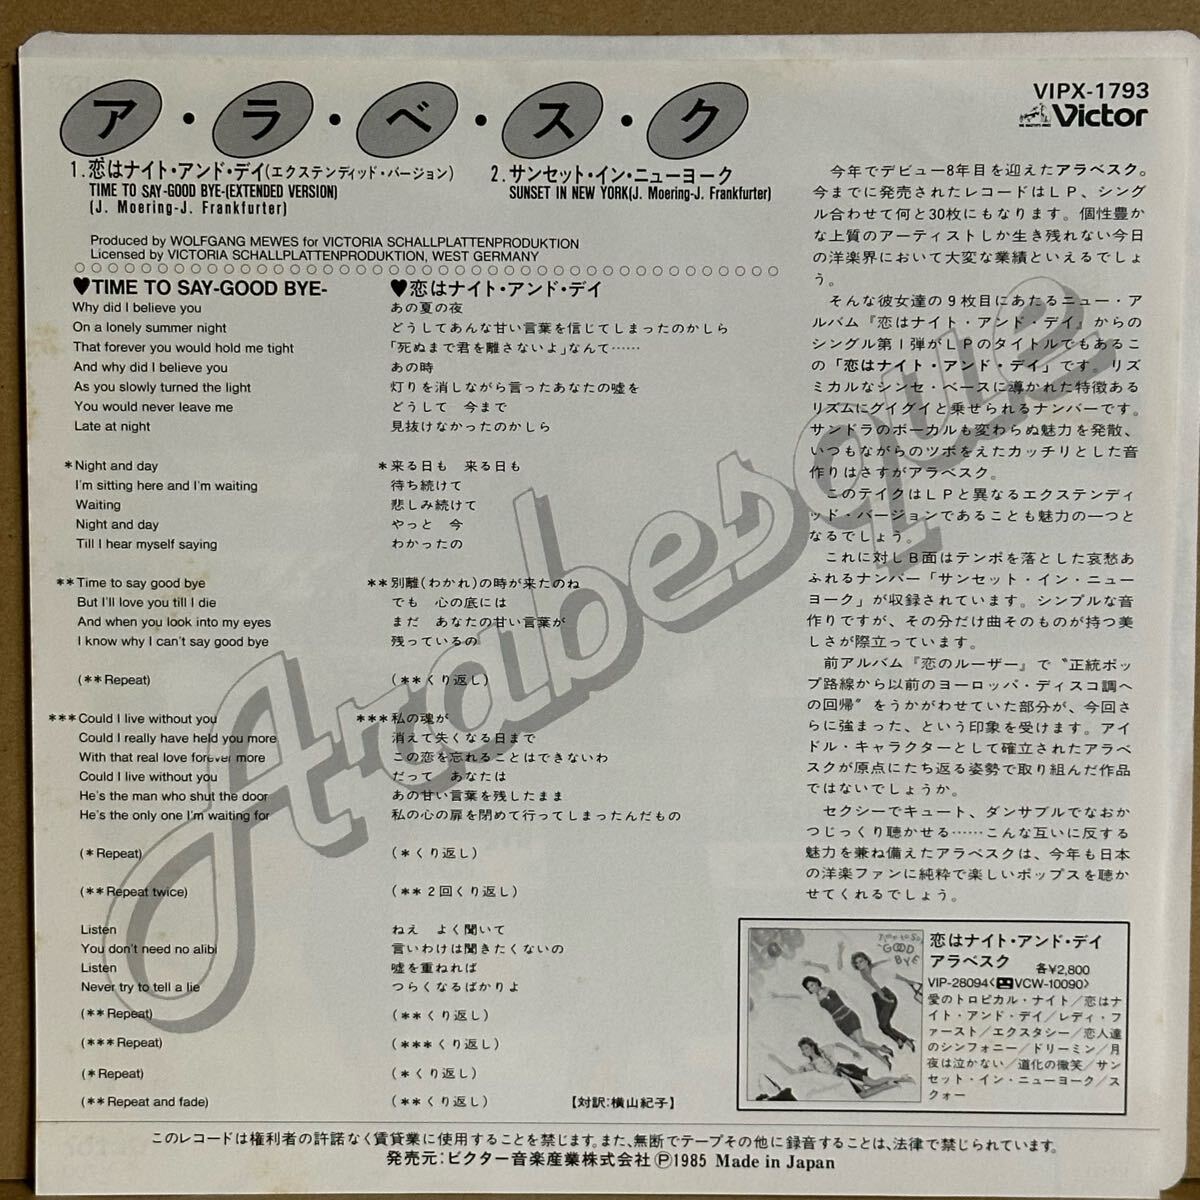 ア・ラ・ベ・ス・ク
VIPX-1793
Victor
1. 恋はナイト・アンド・デイ(エクステンディッド・バージョン)
TIME TO SAY-GOOD BYE-(EXTENDED VERSION)
(J. Moering-J. Frankfurter)
2. サンセット・イン・ニューヨーク
SUNSET IN NEW YORK(J. Moering-J. Frankfurter)
Produced by WOLFGANG MEWES for VICTORIA SCHALLPLATTENPRODUKTION
Licensed by VICTORIA SCHALLPLATTENPRODUKTION, WEST GERMANY
♥TIME TO SAY-GOOD BYE-
Why did I believe you
On a lonely summer night
That forever you would hold me tight
And why did I believe you
As you slowly turned the light
You would never leave me
Late at night
*Night and day
I'm sitting here and I'm waiting
Waiting
Night and day
Till I hear myself saying
**Time to say good bye
But I'll love you till I die
And when you look into my eyes
I know why I can't say good bye
(**Repeat)
***Could I live without you
Could I really have held you more
With that real love forever more
Could I live without you
He's the man who shut the door
He's the only one I'm waiting for
(*Repeat)
(**Repeat twice)
Listen
You don't need no alibi
Listen
Never try to tell a lie
(**Repeat)
(***Repeat)
(*Repeat)
(**Repeat and fade)
♥恋はナイト・アンド・デイ
あの夏の夜
どうしてあんな甘い言葉を信じてしまったのかしら
「死ぬまで君を離さないよ」なんて……
あの時
灯りを消しながら言ったあなたの嘘を
どうして 今まで
見抜けなかったのかしら
*来る日も 来る日も
待ち続けて
悲しみ続けて
やっと 今
わかったの
**別離(わかれ)の時が来たのね
でも 心の底には
まだ あなたの甘い言葉が
残っているの
(**くり返し)
***私の魂が
消えて失くなる日まで
この恋を忘れることはできないわ
だって あなたは
あの甘い言葉を残したまま
私の心の扉を閉めて行ってしまったんだもの
(*くり返し)
(**2回くり返し)
ねえ よく聞いて
言いわけは聞きたくないの
嘘を重ねれば
つらくなるばかりよ
(**くり返し)
(***くり返し)
(*くり返し)
(**くり返し)
【対訳:横山紀子】
今年でデビュー8年目を迎えたアラベスク。
今までに発売されたレコードはLP、シング
ル合わせて何と30枚にもなります。個性豊か
な上質のアーティストしか生き残れない今日
の洋楽界において大変な業績といえるでしょ
う。
そんな彼女達の9枚目にあたるニュー・ア
ルバム『恋はナイト・アンド・デイ』からの
シングル第1弾がLPのタイトルでもあるこ
の「恋はナイト・アンド・デイ」です。リズ
ミカルなシンセ・ベースに導かれた特徴ある
リズムにグイグイと乗せられるナンバーです。
サンドラのボーカルも変わらぬ魅力を発散、
いつもながらのツボをえたカッチリとした音
作りはさすがアラベスク。
このテイクはLPと異なるエクステンディ
ッド・バージョンであることも魅力の一つと
なるでしょう。
これに対しB面はテンポを落とした哀愁あ
ふれるナンバー「サンセット・イン・ニュー
ヨーク」が収録されています。シンプルな音
作りですが、その分だけ曲そのものが持つ美
しさが際立っています。
前アルバム『恋のルーザー』で〝正統ポッ
プ路線から以前のヨーロッパ・ディスコ調へ
の回帰〟をうかがわせていた部分が、今回さ
らに強まった、という印象を受けます。アイ
ドル・キャラクターとして確立されたアラベ
スクが原点にたち返る姿勢で取り組んだ作品
ではないでしょうか。
セクシーでキュート、ダンサブルでなおか
つじっくり聴かせる……こんな互いに反する
魅力を兼ね備えたアラベスクは、今年も日本
の洋楽ファンに純粋で楽しいポップスを聴か
せてくれるでしょう。
Arabesque
Time to Say
GOOD
BYE
恋はナイト・アンド・デイ
アラベスク
各¥2,800
VIP-28094〈VCW-10090〉
愛のトロピカル・ナイト/恋はナ
イト・アンド・デイ/レディ・フ
ァースト/エクスタシー/恋人達
のシンフォニー/ドリーミン/月
夜は泣かない/道化の微笑/サン
セット・イン・ニューヨーク/ス
クォー
このレコードは権利者の許諾なく賃貸業に使用することを禁じます。また、無断でテープその他に録音することは、法律で禁じられています。
発売元:ビクター音楽産業株式会社Ⓟ1985 Made in Japan